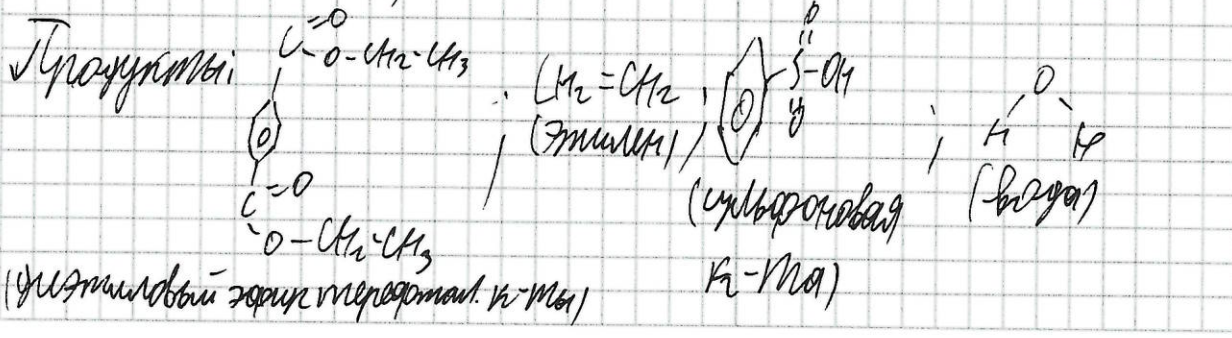 Продукты:
C=O
O-CH₂-CH₃
C=O
O-CH₂-CH₃
(диэтиловый эфир терефтал. к-ты)
;
CH₂=CH₂
(этилен)
;
O
S-OH
O
(сульфоновая
к-та)
;
O
H H
(вода)